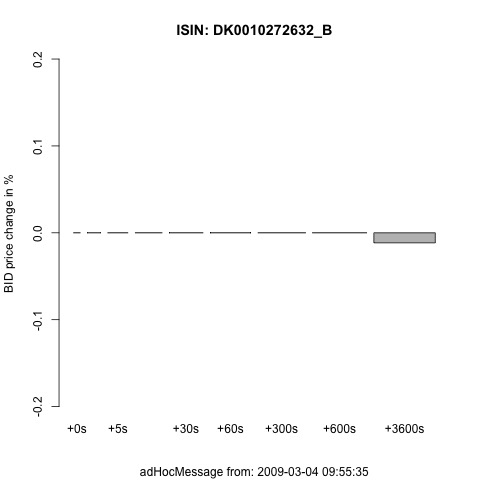 ISIN: DK0010272632_B
BID price change in %
0.2
0.1
0.0
-0.1
-0.2
+0s +5s +30s +60s +300s +600s +3600s
adHocMessage from: 2009-03-04 09:55:35